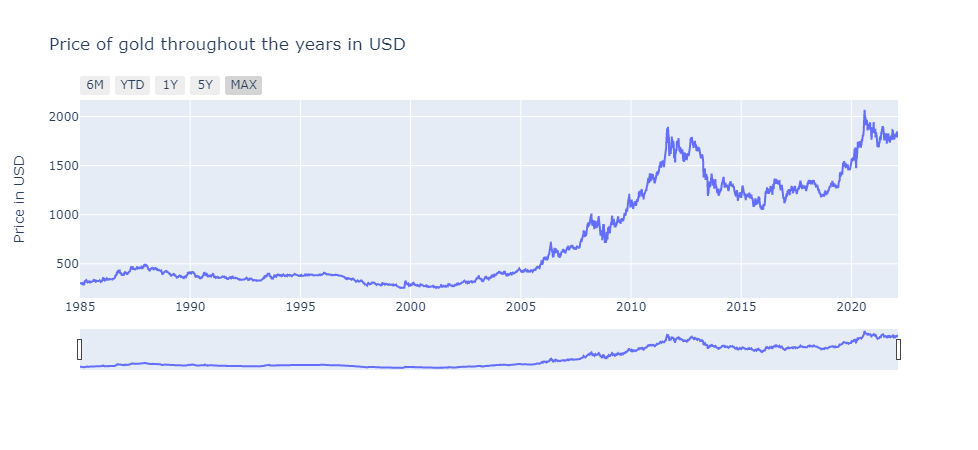 Price of gold throughout the years in USD
6M YTD 1Y 5Y MAX
Price in USD
2000
1500
1000
500
1985 1990 1995 2000 2005 2010 2015 2020